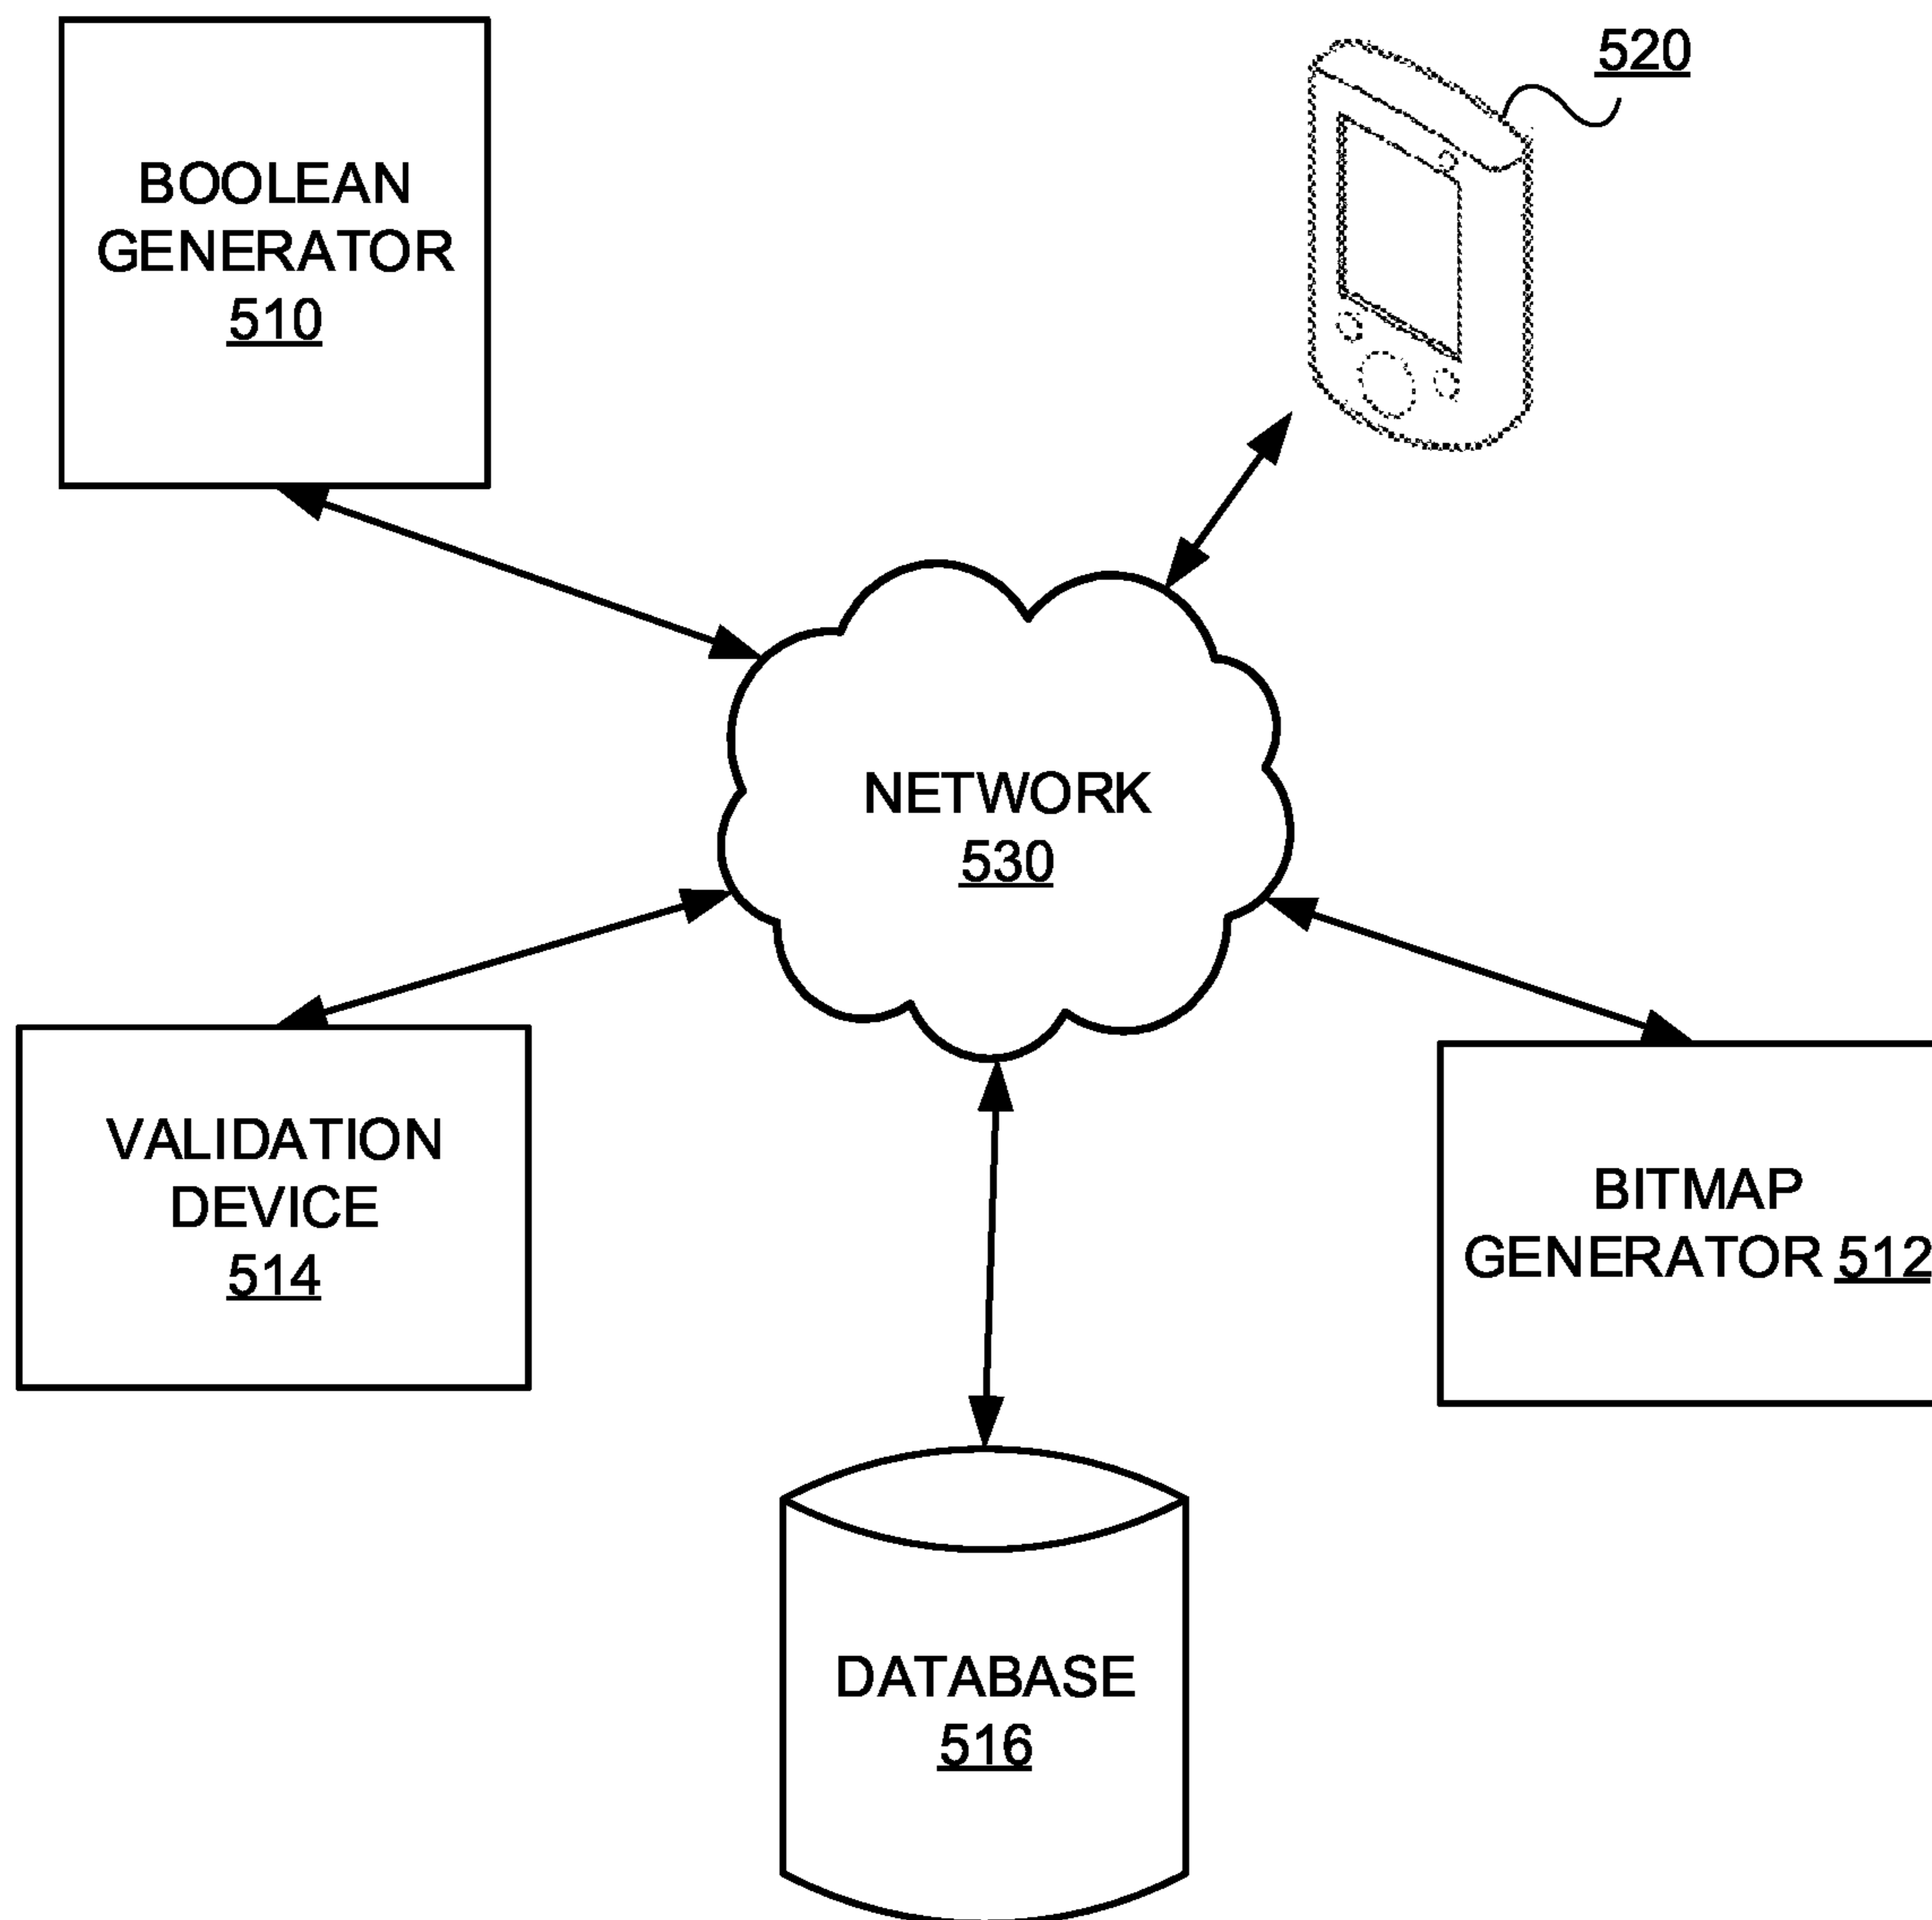 BOOLEAN
GENERATOR
510
520
NETWORK
530
VALIDATION
DEVICE
514
BITMAP
GENERATOR 512
DATABASE
516